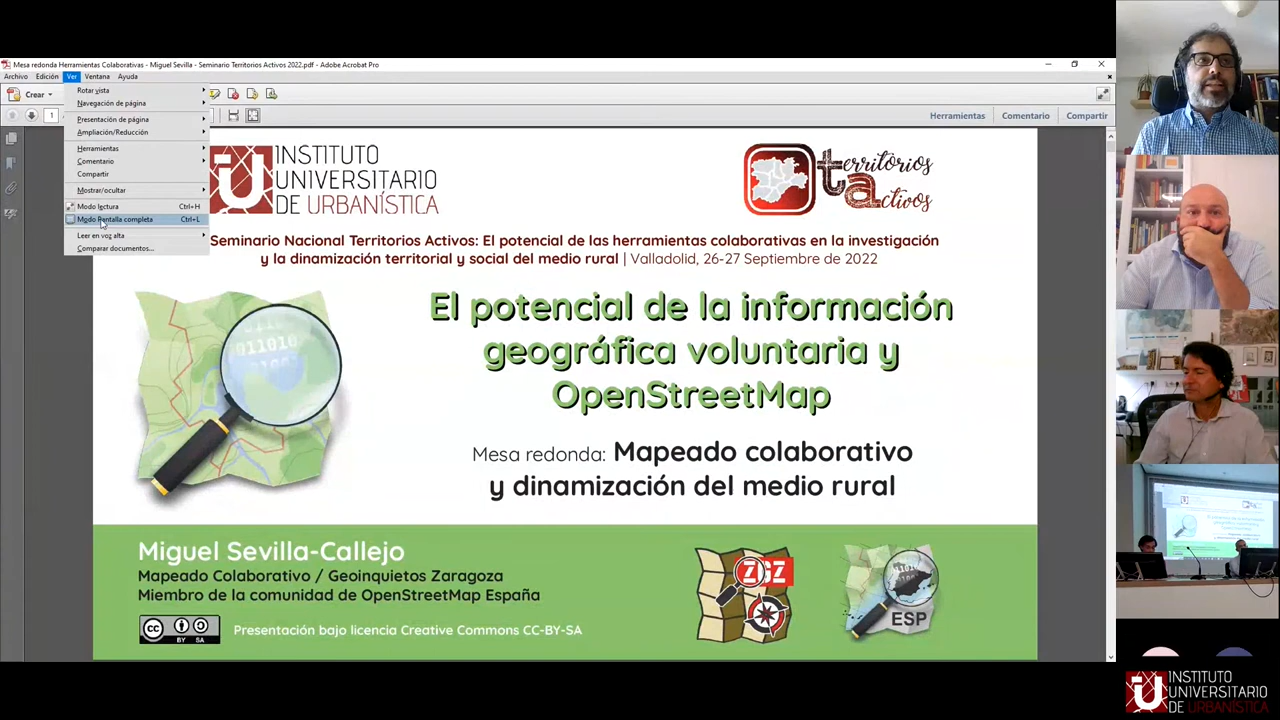 Mesa redonda Herramientas Colaborativas - Miguel Sevilla - Seminario Territorios Activos 2022.pdf - Adobe Acrobat Pro
Archivo Edición Ver Ventana Ayuda
Crear
Rotar vista
Navegación de página
Presentación de página
Ampliación/Reducción
Herramientas
Comentario
Compartir
Mostrar/ocultar
Modo lectura Ctrl+H
Modo Pantalla completa Ctrl+L
Leer en voz alta
Comparar documentos...
1
Herramientas Comentario Compartir
INSTITUTO
UNIVERSITARIO
DE URBANÍSTICA
territorios
activos
Seminario Nacional Territorios Activos: El potencial de las herramientas colaborativas en la investigación
y la dinamización territorial y social del medio rural | Valladolid, 26-27 Septiembre de 2022
El potencial de la información
geográfica voluntaria y
OpenStreetMap
Mesa redonda: Mapeado colaborativo
y dinamización del medio rural
Miguel Sevilla-Callejo
Mapeado Colaborativo / Geoinquietos Zaragoza
Miembro de la comunidad de OpenStreetMap España
cc BY SA
Presentación bajo licencia Creative Commons CC-BY-SA
ZGZ
ESP
INSTITUTO
UNIVERSITARIO
DE URBANÍSTICA